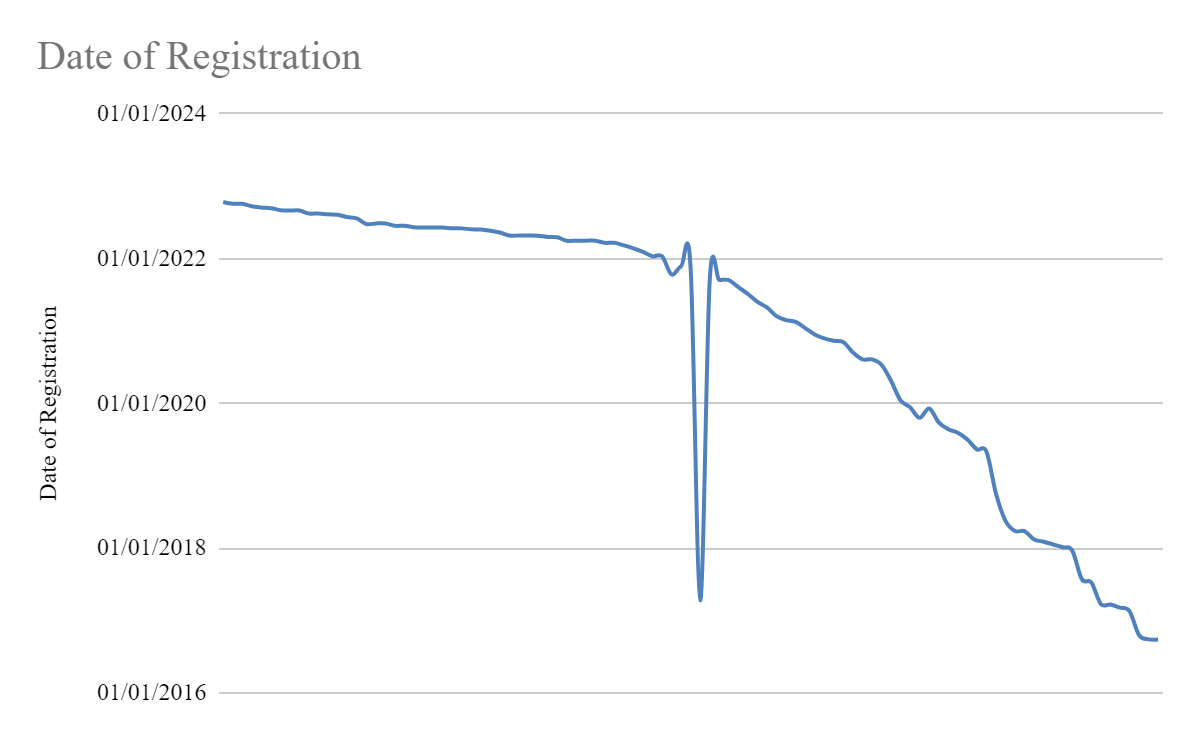 Date of Registration
01/01/2024
01/01/2022
01/01/2020
01/01/2018
01/01/2016
Date of Registration